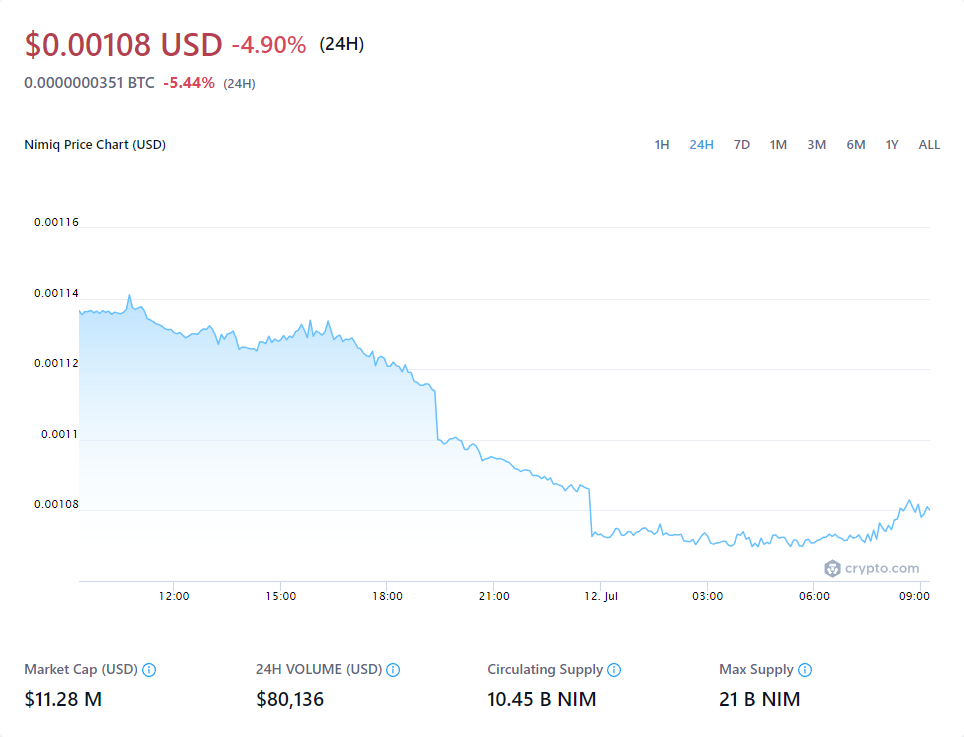 $0.00108 USD -4.90% (24H)
0.0000000351 BTC -5.44% (24H)
Nimiq Price Chart (USD) 1H 24H 7D 1M 3M 6M 1Y ALL
0.00116
0.00114
0.00112
0.0011
0.00108
crypto.com
12:00 15:00 18:00 21:00 12. Jul 03:00 06:00 09:00
Market Cap (USD) 24H VOLUME (USD) Circulating Supply Max Supply
$11.28 M $80,136 10.45 B NIM 21 B NIM